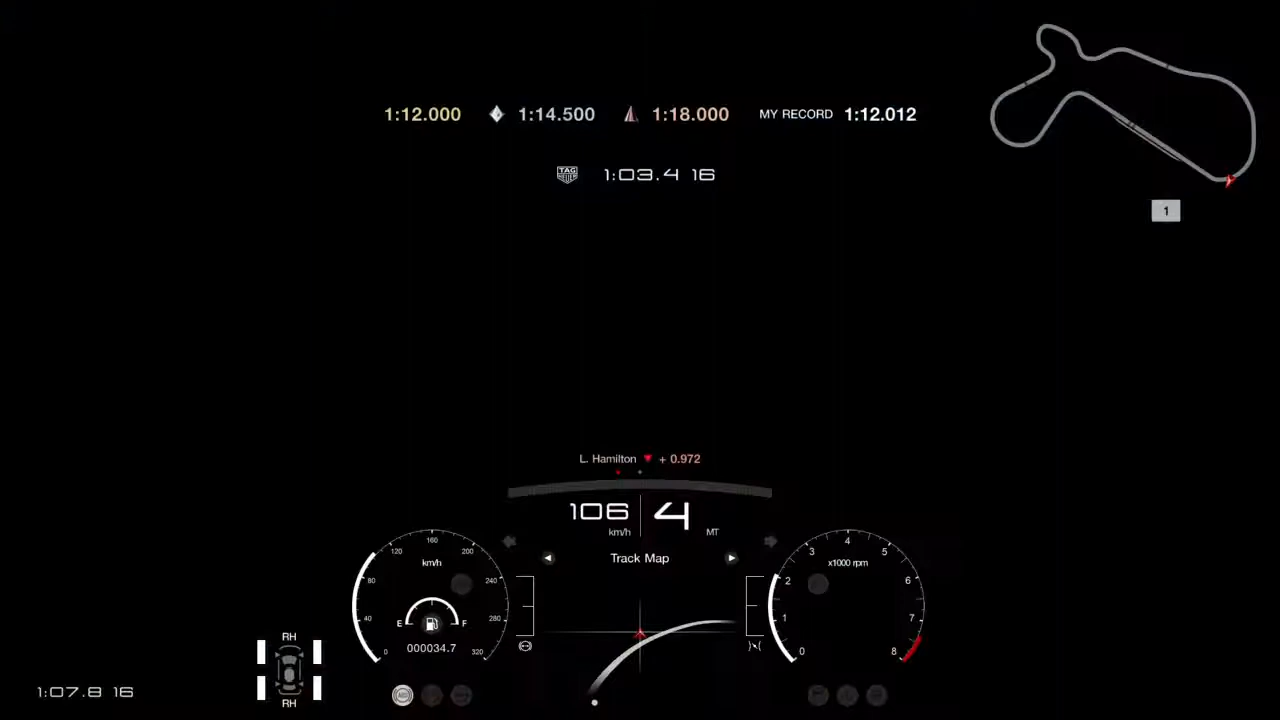 1:12.000 1:14.500 1:18.000 MY RECORD 1:12.012
TAG 1:03.4 16
1
L. Hamilton + 0.972
106 4
km/h MT
Track Map
0 40 80 120 160 200 240 280 320
km/h
E F
000034.7
0 1 2 3 4 5 6 7 8
x1000 rpm
RH
RH
1:07.8 16